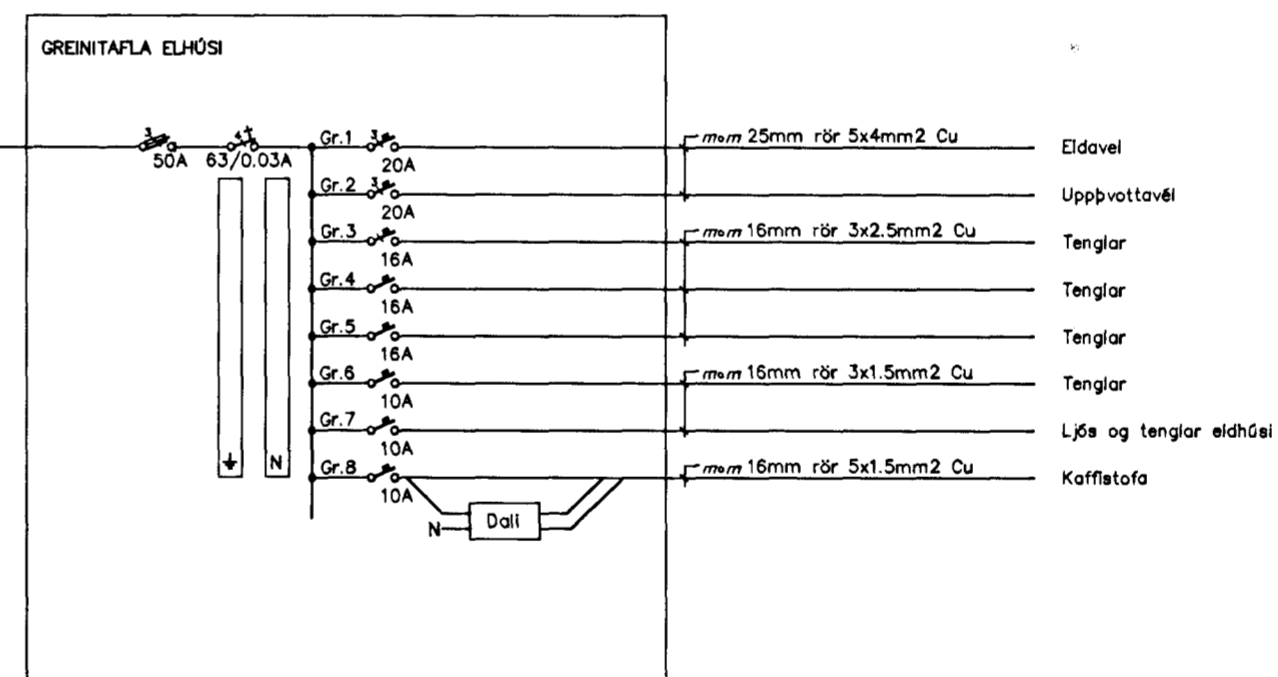 GREINITAFLA ELHÚSI
3
50A
4
63/0.03A
Gr.1 3 20A mom 25mm rör 5x4mm2 Cu Eldavel
Gr.2 3 20A Uppþvottavél
Gr.3 16A mom 16mm rör 3x2.5mm2 Cu Tenglar
Gr.4 16A Tenglar
Gr.5 16A Tenglar
Gr.6 10A mom 16mm rör 3x1.5mm2 Cu Tenglar
Gr.7 10A Ljós og tenglar eldhúsi
N
Gr.8 10A mom 16mm rör 5x1.5mm2 Cu Kaffistofa
N Dali